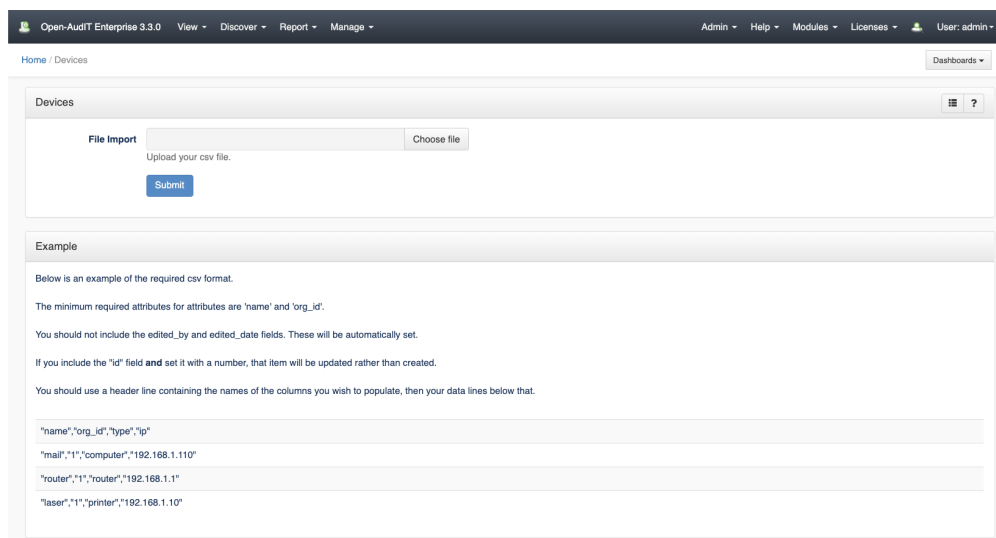 Open-AudIT Enterprise 3.3.0 View Discover Report Manage Admin Help Modules Licenses User: admin
Home / Devices Dashboards
Devices ?
File Import Choose file
Upload your csv file.
Submit
Example
Below is an example of the required csv format.
The minimum required attributes for attributes are 'name' and 'org_id'.
You should not include the edited_by and edited_date fields. These will be automatically set.
If you include the "id" field and set it with a number, that item will be updated rather than created.
You should use a header line containing the names of the columns you wish to populate, then your data lines below that.
"name","org_id","type","ip"
"mail","1","computer","192.168.1.110"
"router","1","router","192.168.1.1"
"laser","1","printer","192.168.1.10"